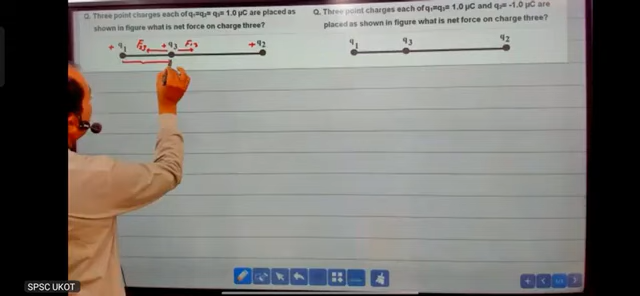 Q. Three point charges each of q₁=q₂= q₃= 1.0 μC are placed as
shown in figure what is net force on charge three?
+ q₁ F₂₃ + q₃ F₁₃ + q₂
Q. Three point charges each of q₁=q₂= 1.0 μC and q₃= -1.0 μC are
placed as shown in figure what is net force on charge three?
q₁ q₃ q₂
SPSC UKOT